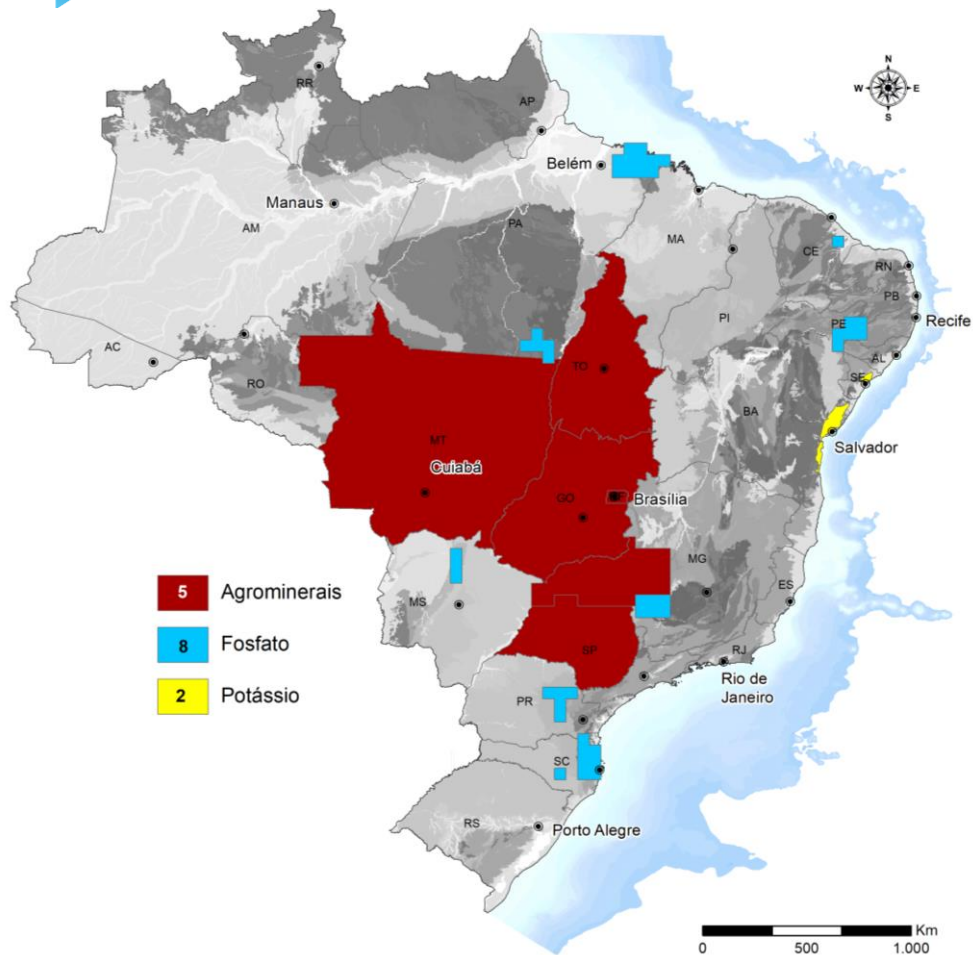 N
W
E
S
RR
AP
Belém
Manaus
AM
PA
MA
CE
RN
PB
PI
PE
Recife
AC
AL
RO
TO
SE
BA
MT
Salvador
Cuiabá
GO
Brasília
MG
5 Agrominerais
MS
ES
8 Fosfato
SP
RJ
Rio de
Janeiro
2 Potássio
PR
SC
RS
Porto Alegre
Km
0 500 1.000